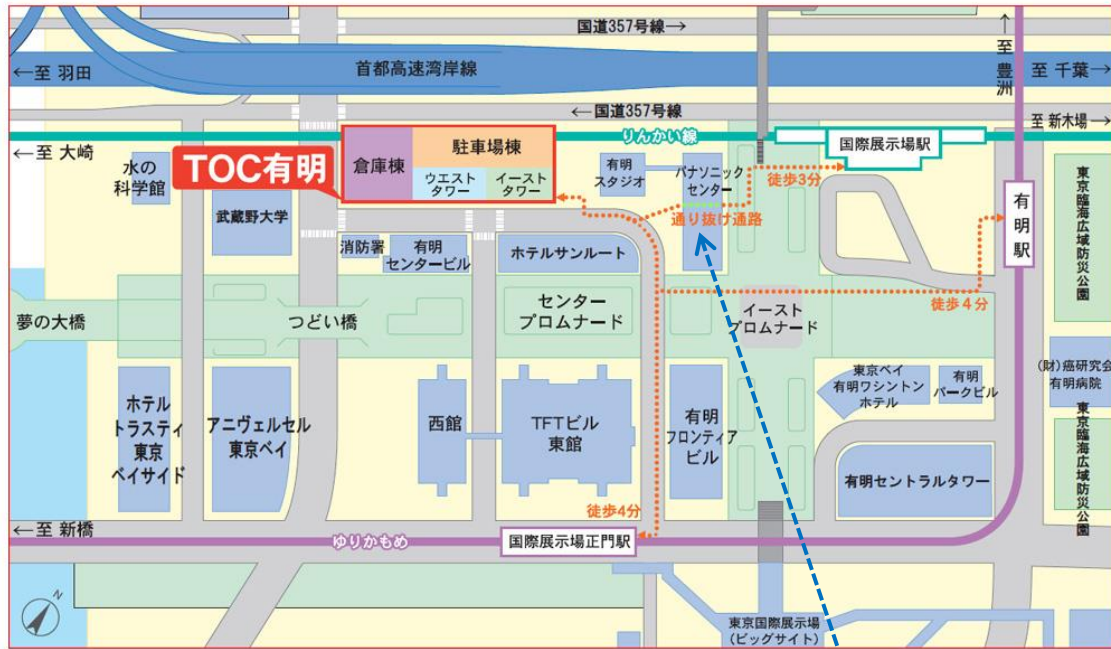 国道357号線→
←至 羽田
首都高速湾岸線
↑至 豊洲
至 千葉→
←国道357号線
至 新木場→
りんかい線
←至 大崎
国際展示場駅
TOC有明
倉庫棟
駐車場棟
ウエスト
タワー
イースト
タワー
水の
科学館
武蔵野大学
有明
スタジオ
パナソニック
センター
徒歩3分
通り抜け通路
有明駅
東京臨海広域防災公園
消防署
有明
センタービル
ホテルサンルート
徒歩4分
夢の大橋
つどい橋
センター
プロムナード
イースト
プロムナード
ホテル
トラスティ
東京
ベイサイド
アニヴェルセル
東京ベイ
西館
TFTビル
東館
有明
フロンティア
ビル
東京ベイ
有明ワシントン
ホテル
有明
パークビル
(財)癌研究会
有明病院
東京臨海広域防災公園
有明セントラルタワー
徒歩4分
←至 新橋
ゆりかもめ
国際展示場正門駅
N
東京国際展示場
(ビッグサイト)